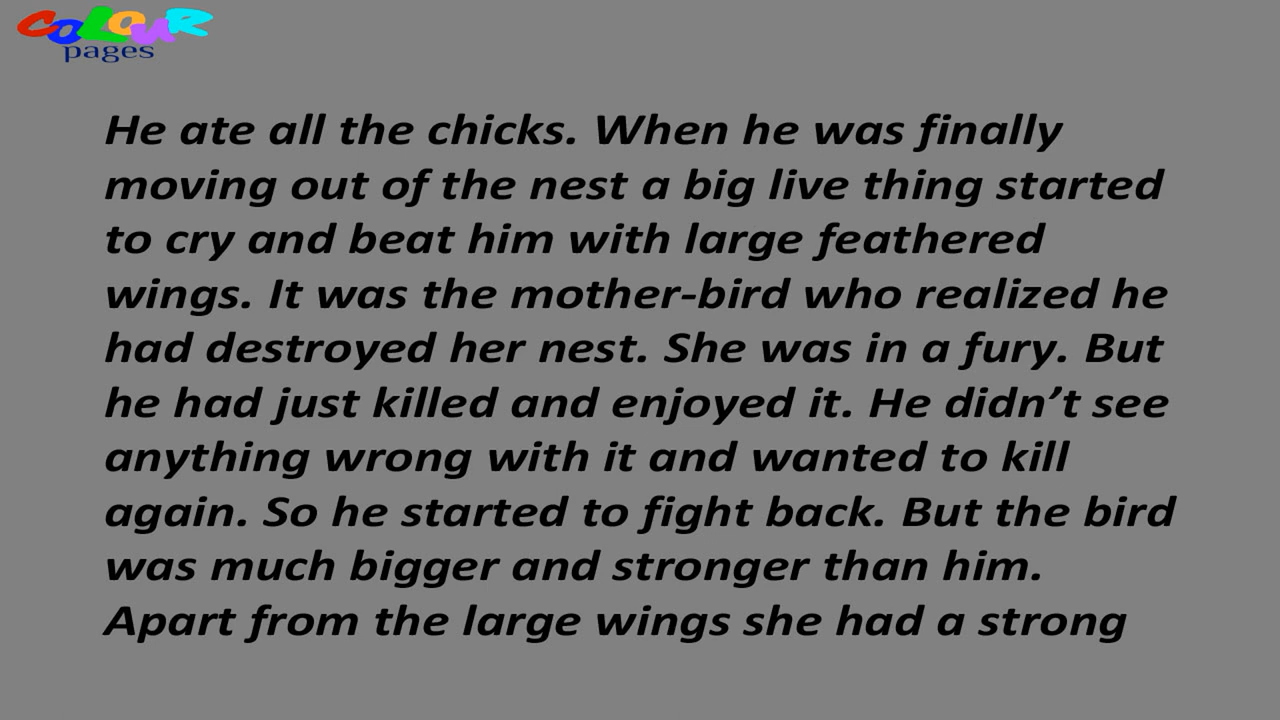 COLOUR
pages
He ate all the chicks. When he was finally
moving out of the nest a big live thing started
to cry and beat him with large feathered
wings. It was the mother-bird who realized he
had destroyed her nest. She was in a fury. But
he had just killed and enjoyed it. He didn’t see
anything wrong with it and wanted to kill
again. So he started to fight back. But the bird
was much bigger and stronger than him.
Apart from the large wings she had a strong